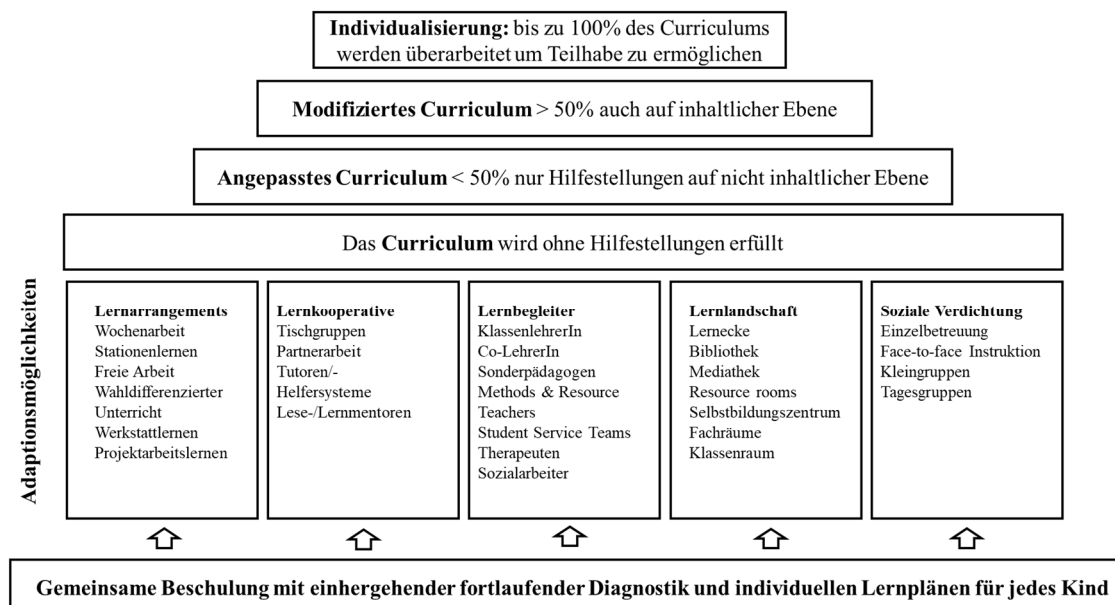 Individualisierung: bis zu 100% des Curriculums
werden überarbeitet um Teilhabe zu ermöglichen
Modifiziertes Curriculum > 50% auch auf inhaltlicher Ebene
Angepasstes Curriculum < 50% nur Hilfestellungen auf nicht inhaltlicher Ebene
Das Curriculum wird ohne Hilfestellungen erfüllt
Adaptionsmöglichkeiten
Lernarrangements
Wochenarbeit
Stationenlernen
Freie Arbeit
Wahldifferenzierter
Unterricht
Werkstattlernen
Projektarbeitslernen
Lernkooperative
Tischgruppen
Partnerarbeit
Tutoren/-
Helfersysteme
Lese-/Lernmentoren
Lernbegleiter
KlassenlehrerIn
Co-LehrerIn
Sonderpädagogen
Methods & Resource
Teachers
Student Service Teams
Therapeuten
Sozialarbeiter
Lernlandschaft
Lernecke
Bibliothek
Mediathek
Resource rooms
Selbstbildungszentrum
Fachräume
Klassenraum
Soziale Verdichtung
Einzelbetreuung
Face-to-face Instruktion
Kleingruppen
Tagesgruppen
Gemeinsame Beschulung mit einhergehender fortlaufender Diagnostik und individuellen Lernplänen für jedes Kind